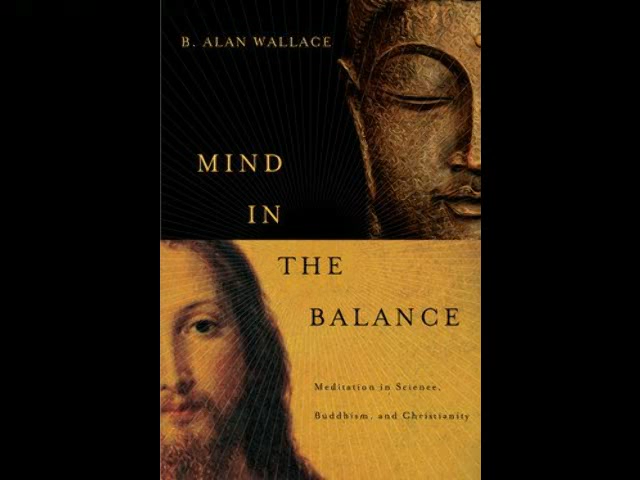 B. ALAN WALLACE
MIND
IN
THE
BALANCE
Meditation in Science,
Buddhism, and Christianity